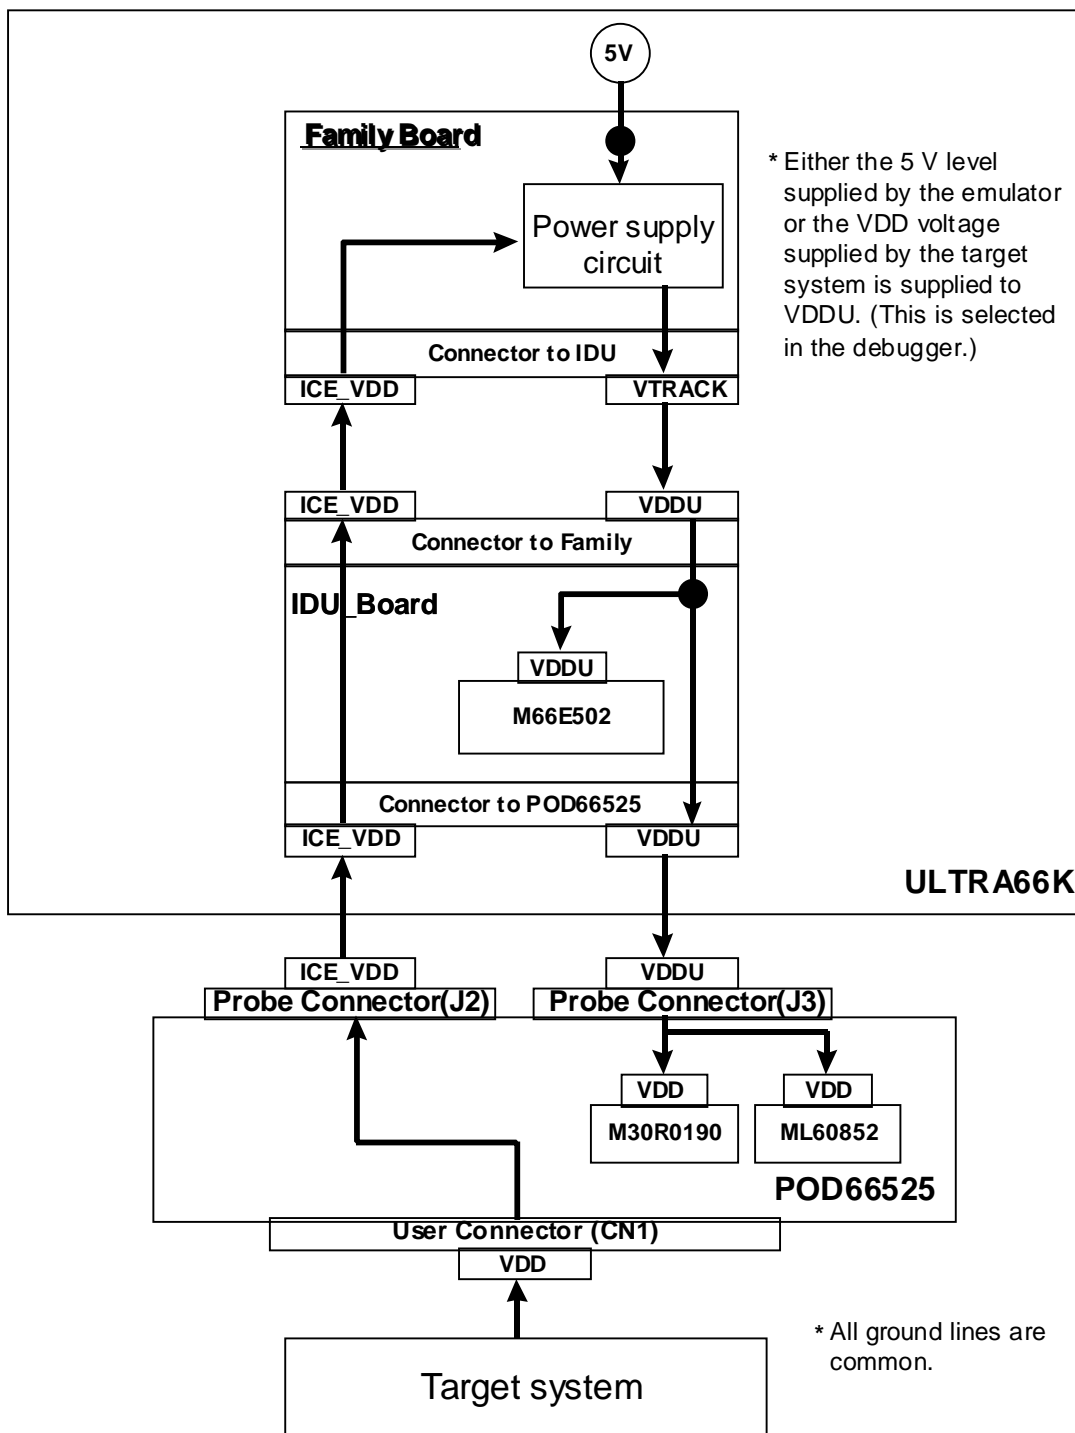 5V
Family Board
* Either the 5 V level
supplied by the emulator
or the VDD voltage
supplied by the target
system is supplied to
VDDU. (This is selected
in the debugger.)
Power supply
circuit
Connector to IDU
ICE_VDD
VTRACK
ICE_VDD
VDDU
Connector to Family
IDU_Board
VDDU
M66E502
Connector to POD66525
ICE_VDD
VDDU
ULTRA66K
ICE_VDD
VDDU
Probe Connector(J2)
Probe Connector(J3)
VDD
VDD
M30R0190
ML60852
POD66525
User Connector (CN1)
VDD
* All ground lines are
common.
Target system